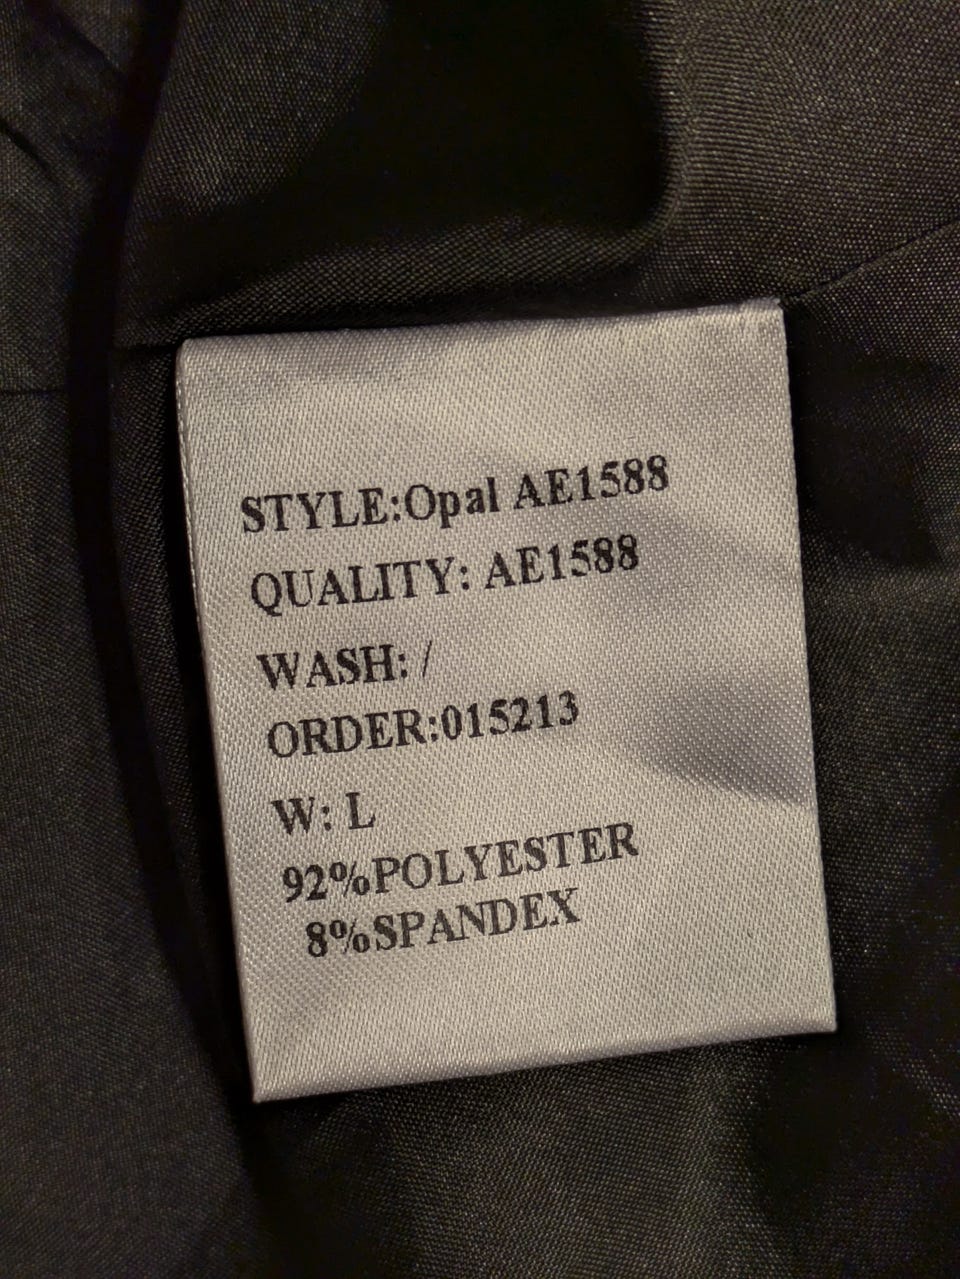 STYLE:Opal AE1588
QUALITY: AE1588
WASH: /
ORDER:015213
W: L
92%POLYESTER
8%SPANDEX